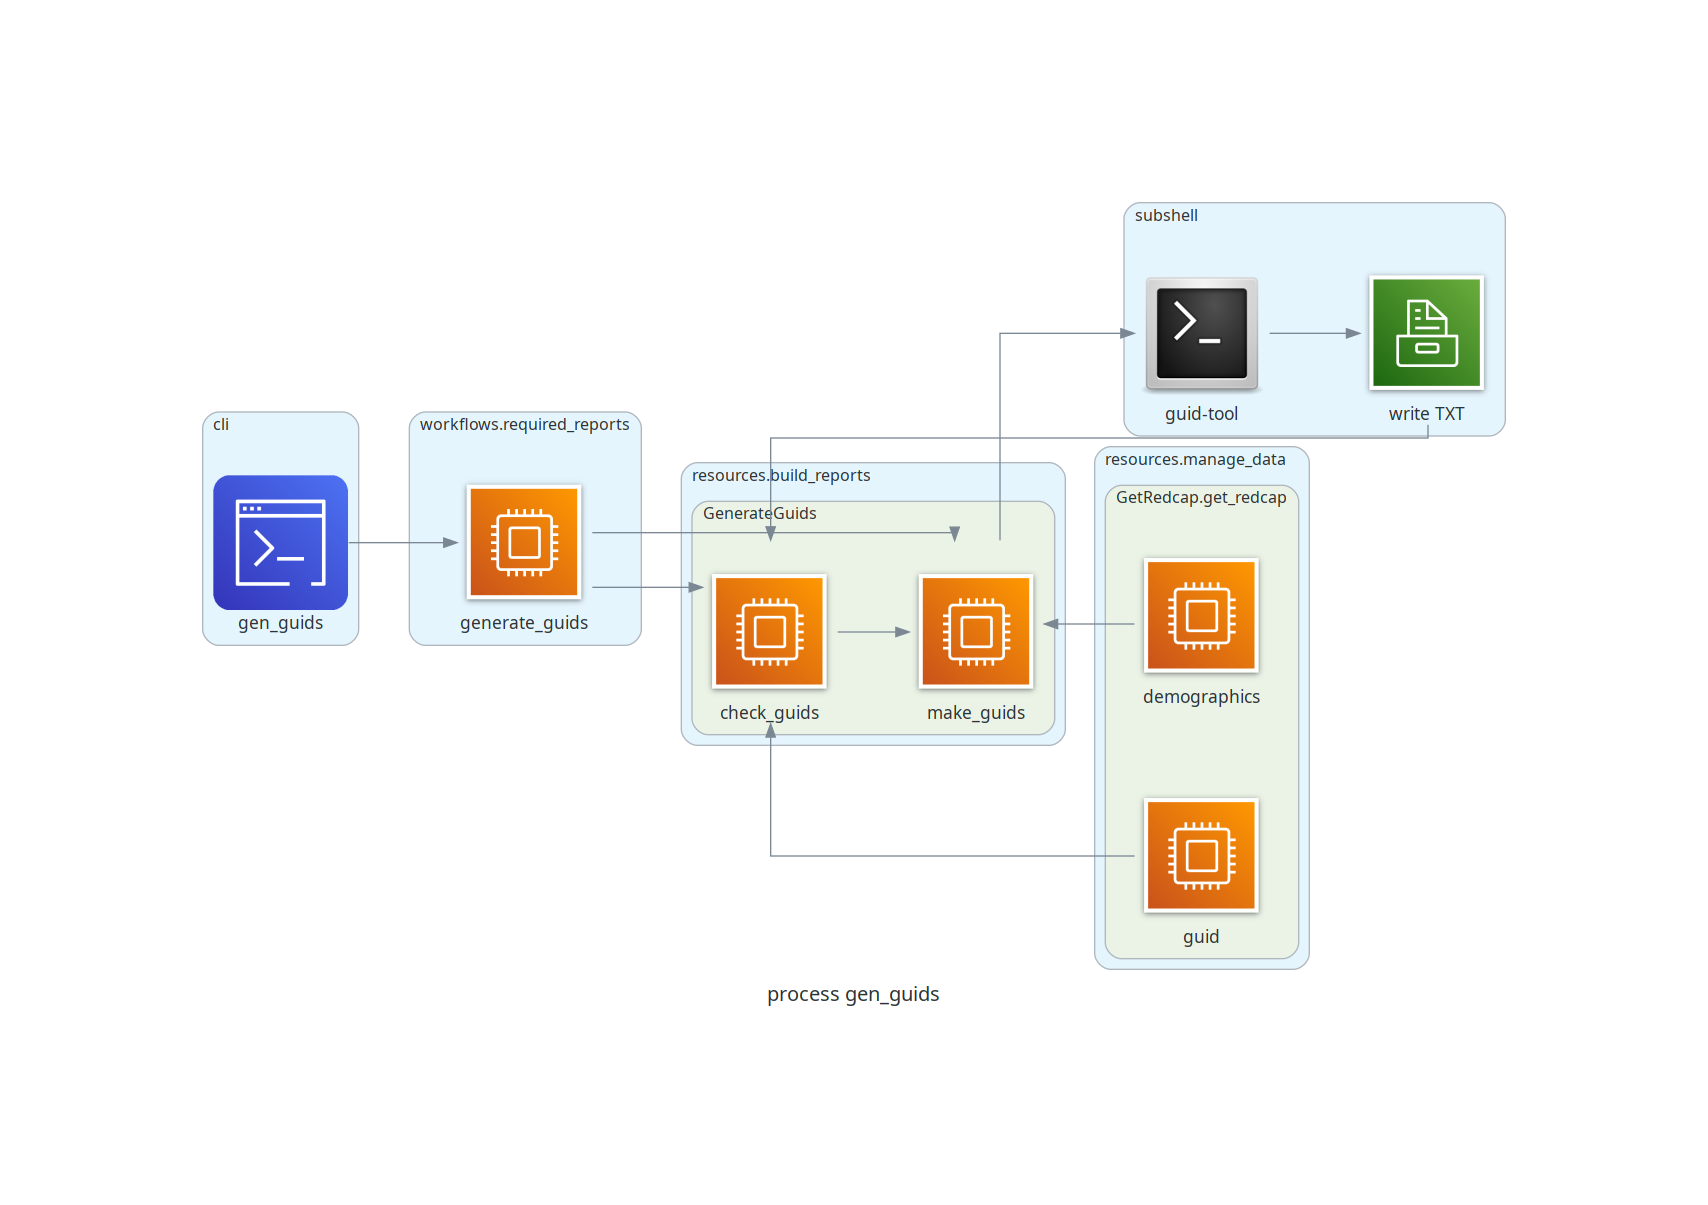 subshell
guid-tool
write TXT
cli
gen_guids
workflows.required_reports
generate_guids
resources.build_reports
GenerateGuids
check_guids
make_guids
resources.manage_data
GetRedcap.get_redcap
demographics
guid
process gen_guids